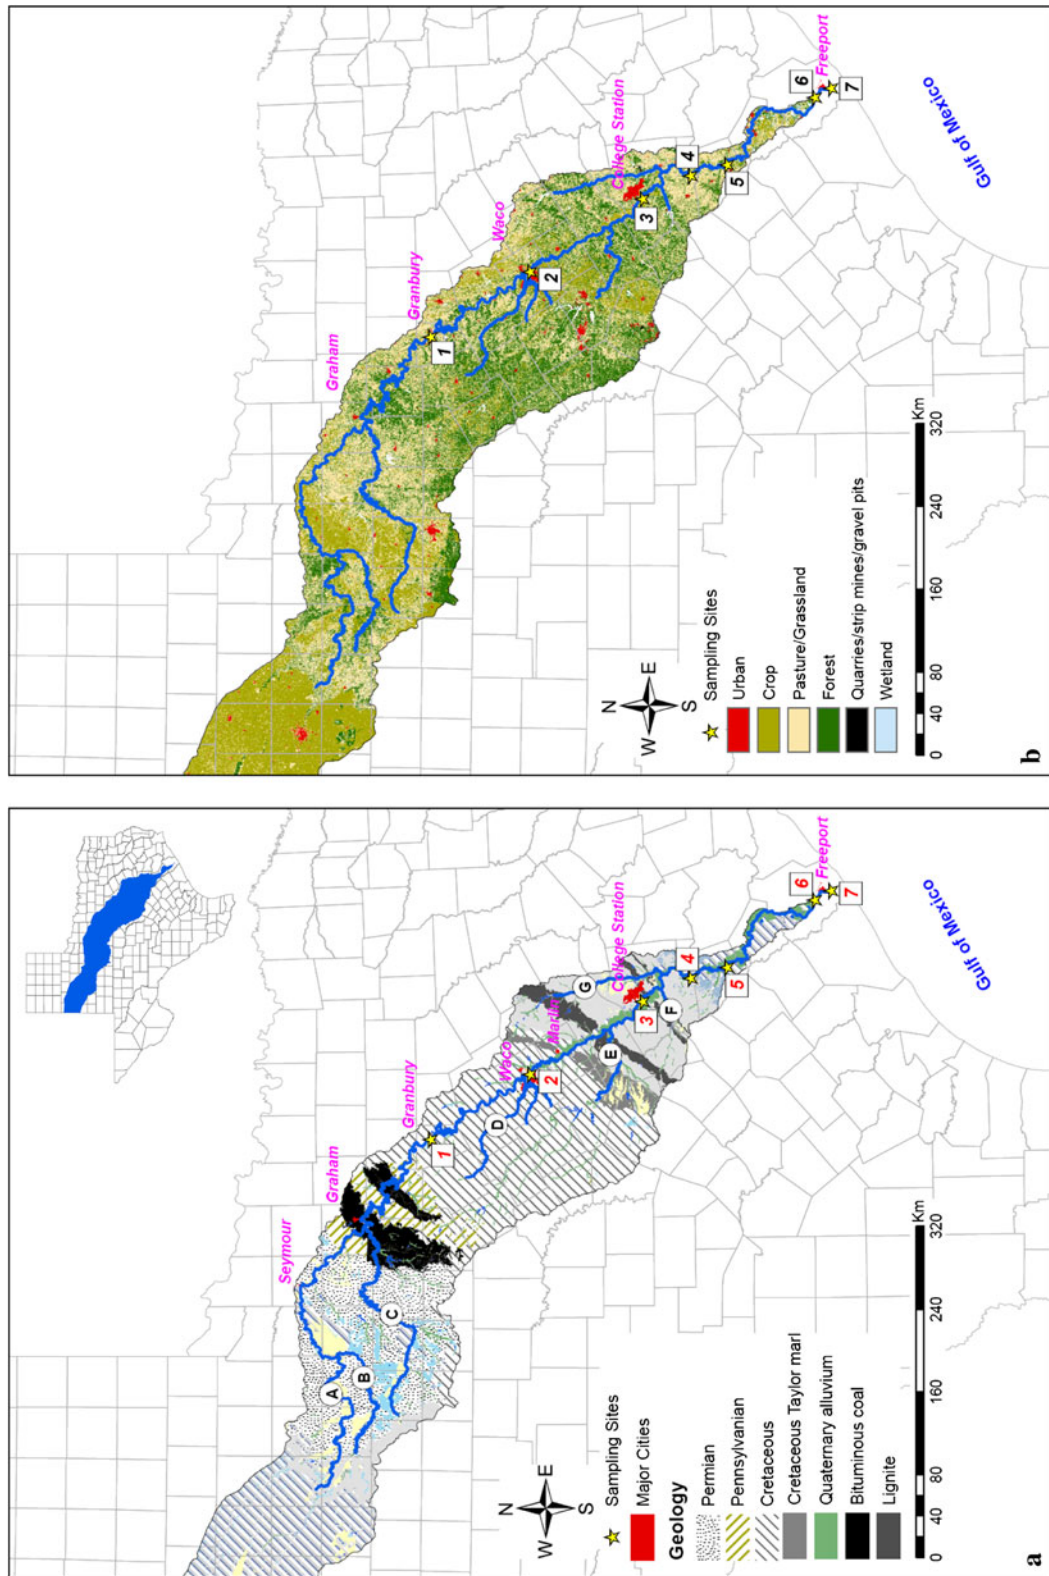 Graham
Granbury
Waco
College Station
Freeport
Gulf of Mexico
1
2
3
4
5
6
7
N
W E
S
Sampling Sites
Urban
Crop
Pasture/Grassland
Forest
Quarries/strip mines/gravel pits
Wetland
0 40 80 160 240 320
Km
b
Seymour
Graham
Granbury
Waco
Marlin
College Station
Freeport
Gulf of Mexico
A
B
C
D
E
F
G
1
2
3
4
5
6
7
N
W E
S
Sampling Sites
Major Cities
Geology
Permian
Pennsylvanian
Cretaceous
Cretaceous Taylor marl
Quaternary alluvium
Bituminous coal
Lignite
0 40 80 160 240 320
Km
a